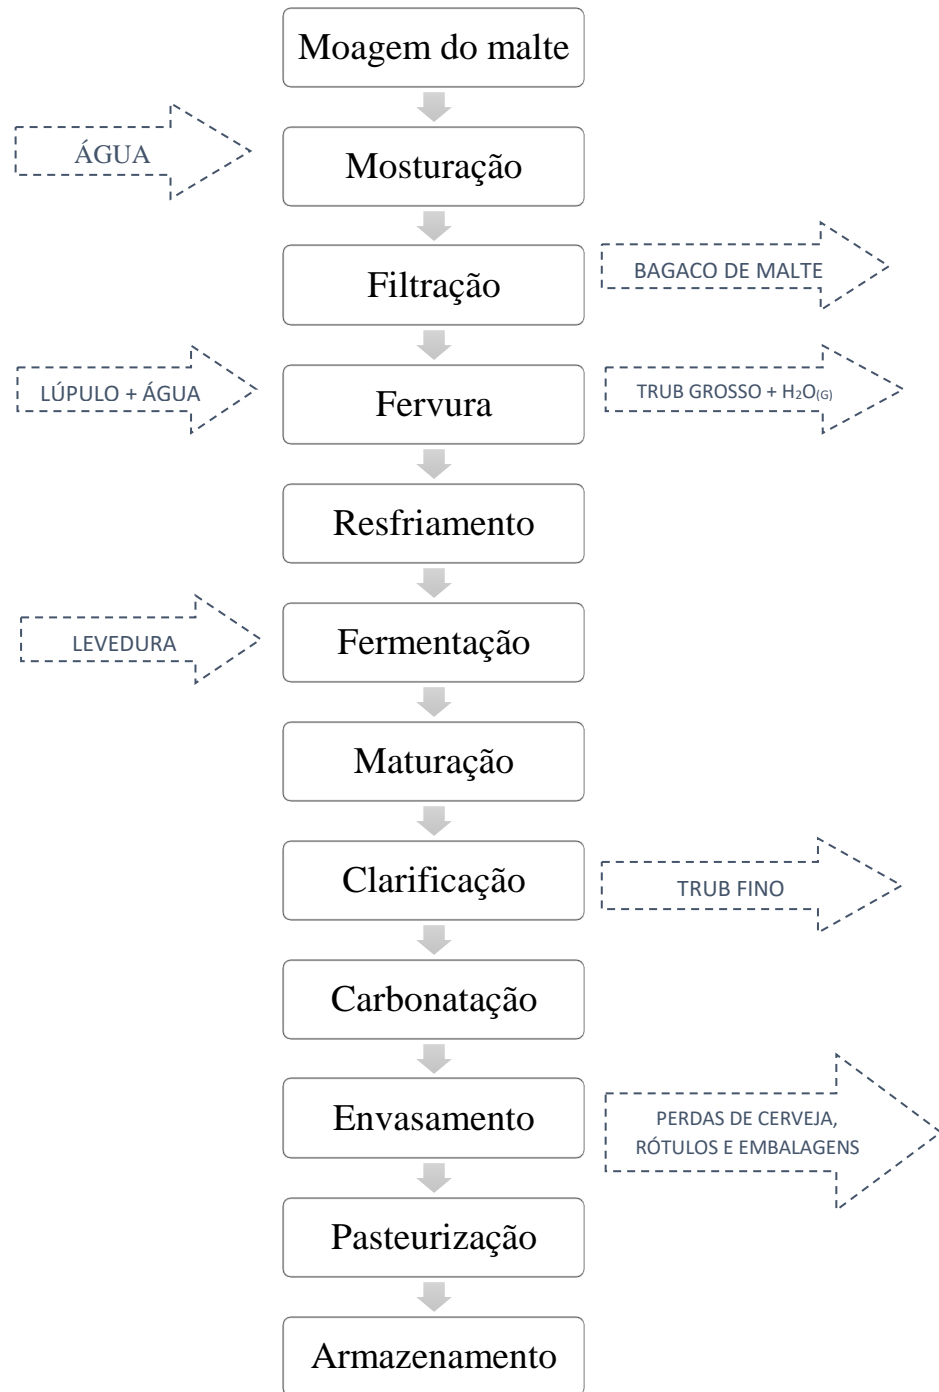 Moagem do malte
ÁGUA
Mosturação
Filtração
BAGACO DE MALTE
LÚPULO + ÁGUA
Fervura
TRUB GROSSO + H₂O(G)
Resfriamento
LEVEDURA
Fermentação
Maturação
Clarificação
TRUB FINO
Carbonatação
Envasamento
PERDAS DE CERVEJA,
RÓTULOS E EMBALAGENS
Pasteurização
Armazenamento